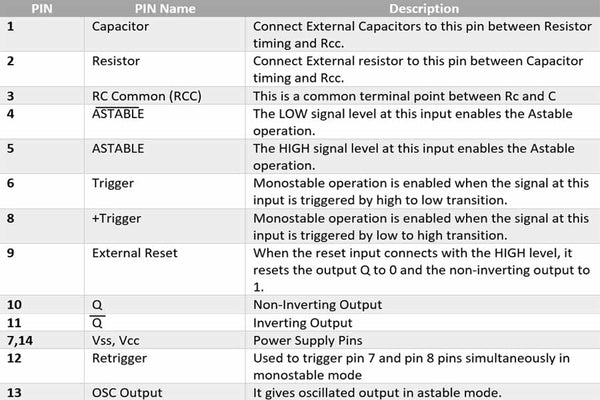 PIN PIN Name Description
1 Capacitor Connect External Capacitors to this pin between Resistor
timing and Rcc.
2 Resistor Connect External resistor to this pin between Capacitor
timing and Rcc.
3 RC Common (RCC) This is a common terminal point between Rc and C
4 A̅S̅T̅A̅B̅L̅E̅ The LOW signal level at this input enables the Astable
operation.
5 ASTABLE The HIGH signal level at this input enables the Astable
operation.
6 Trigger Monostable operation is enabled when the signal at this
input is triggered by high to low transition.
8 +Trigger Monostable operation is enabled when the signal at this
input is triggered by low to high transition.
9 External Reset When the reset input connects with the HIGH level, it
resets the output Q to 0 and the non-inverting output to
1.
10 Q Non-Inverting Output
11 Q̅ Inverting Output
7,14 Vss, Vcc Power Supply Pins
12 Retrigger Used to trigger pin 7 and pin 8 pins simultaneously in
monostable mode
13 OSC Output It gives oscillated output in astable mode.